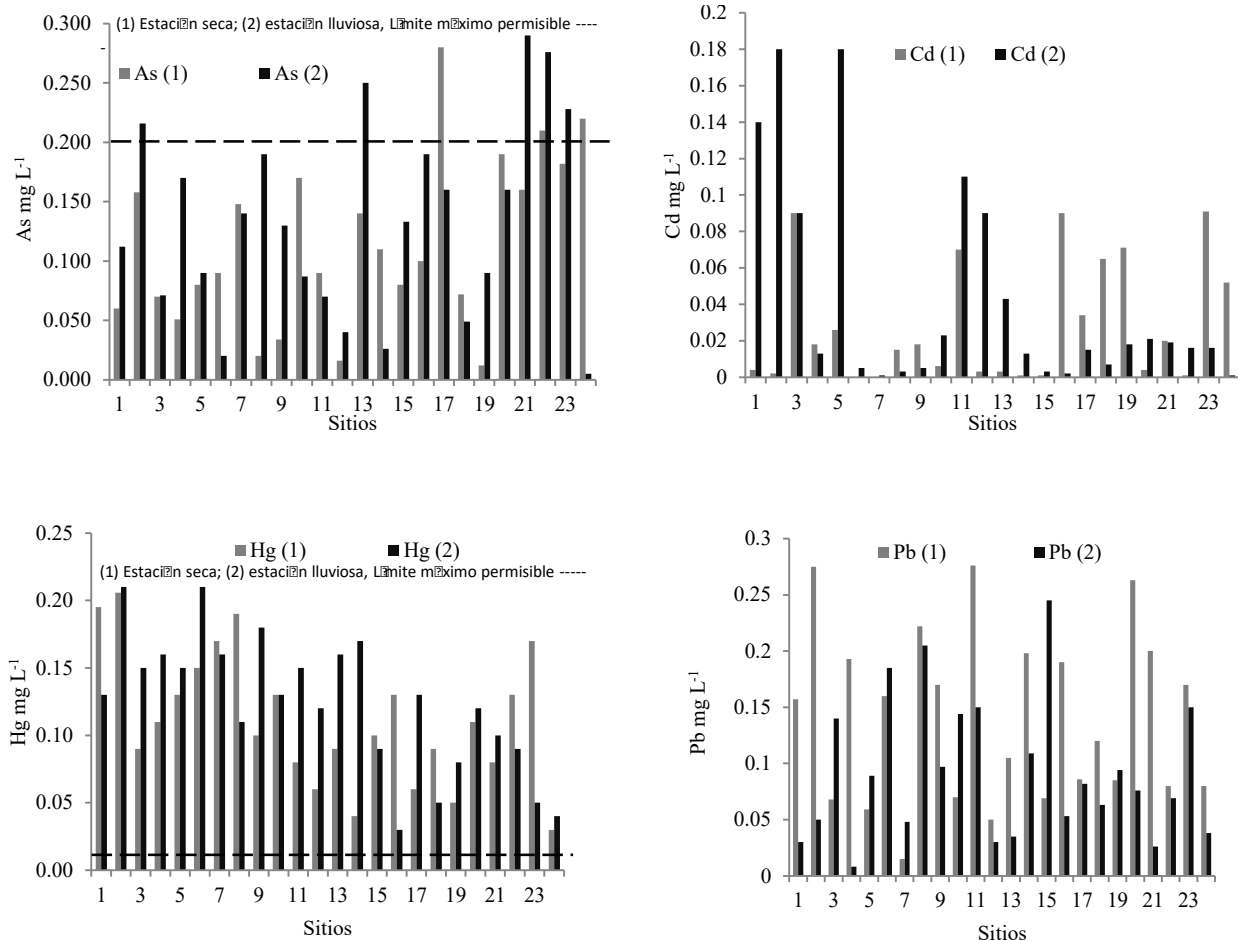 (1) Estaci⍰n seca; (2) estaci⍰n lluviosa, L⍰mite m⍰ximo permisible ----
-
As (1) As (2)
0.300
0.250
0.200
0.150
0.100
0.050
0.000
As mg L-1
1 3 5 7 9 11 13 15 17 19 21 23
Sitios
Cd (1) Cd (2)
0.2
0.18
0.16
0.14
0.12
0.1
0.08
0.06
0.04
0.02
0
Cd mg L-1
1 3 5 7 9 11 13 15 17 19 21 23
Sitios
Hg (1) Hg (2)
(1) Estaci⍰n seca; (2) estaci⍰n lluviosa, L⍰mite m⍰ximo permisible -----
0.25
0.20
0.15
0.10
0.05
0.00
Hg mg L-1
1 3 5 7 9 11 13 15 17 19 21 23
Sitios
Pb (1) Pb (2)
0.3
0.25
0.2
0.15
0.1
0.05
0
Pb mg L-1
1 3 5 7 9 11 13 15 17 19 21 23
Sitios